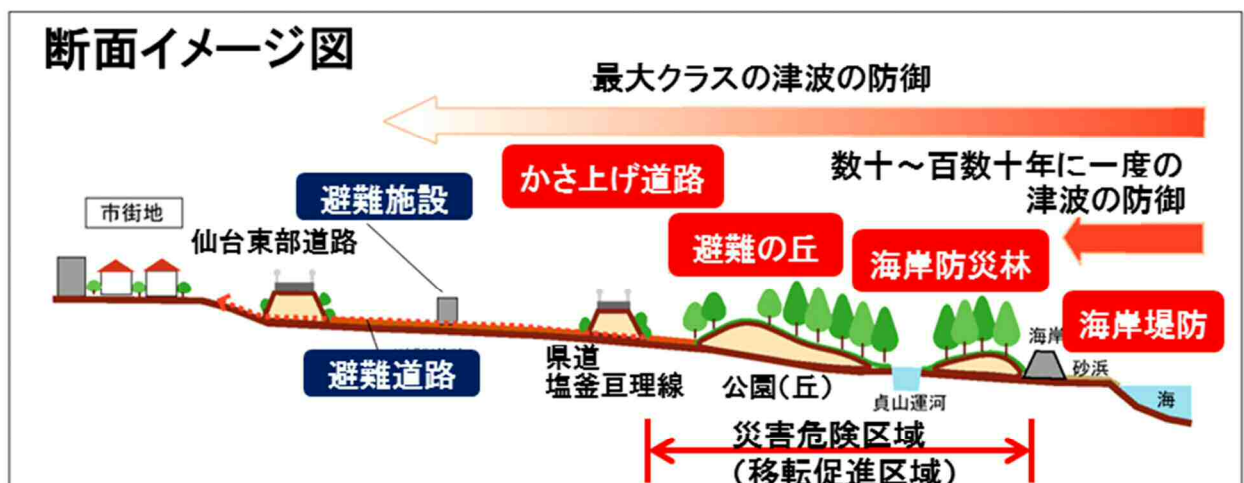 断面イメージ図
最大クラスの津波の防御
数十～百数十年に一度の
津波の防御
かさ上げ道路
避難施設
市街地
仙台東部道路
避難の丘
海岸防災林
海岸堤防
海岸
砂浜
海
避難道路
県道
塩釜亘理線
公園(丘)
貞山運河
災害危険区域
(移転促進区域)